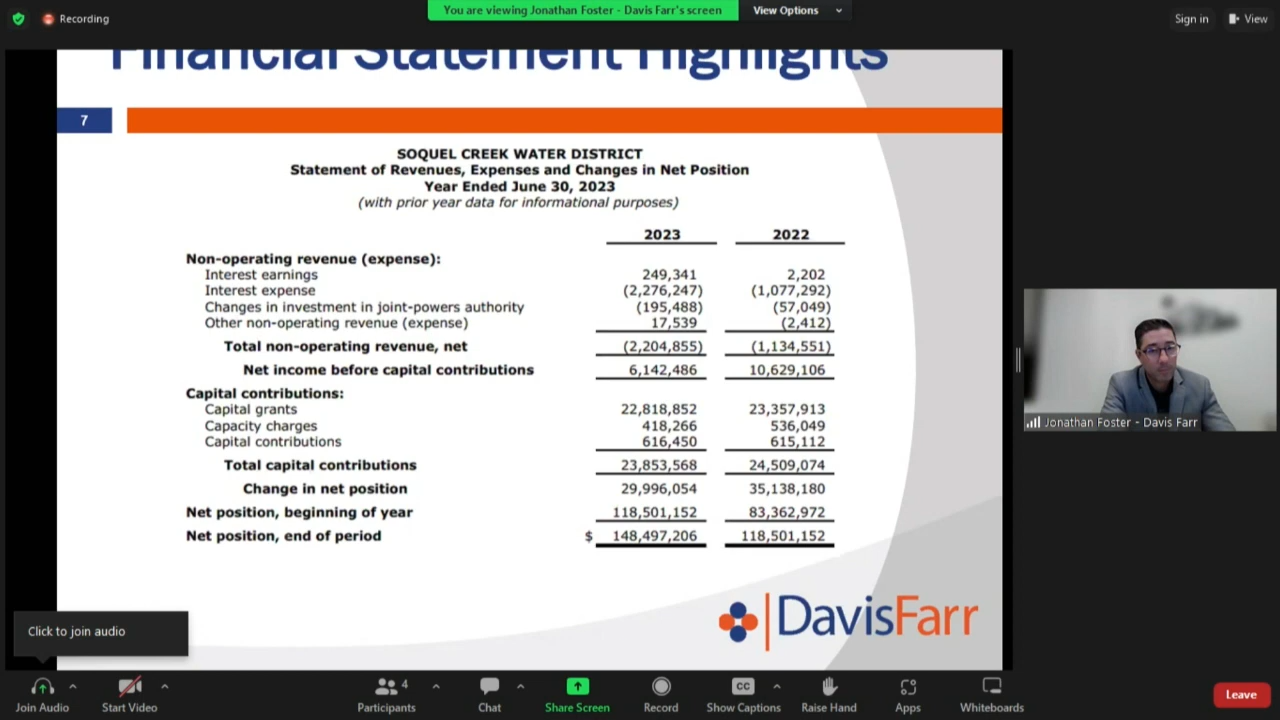 Recording
You are viewing Jonathan Foster - Davis Farr's screen
View Options
Sign in
View
Financial Statement Highlights
7
SOQUEL CREEK WATER DISTRICT
Statement of Revenues, Expenses and Changes in Net Position
Year Ended June 30, 2023
(with prior year data for informational purposes)
2023 2022
Non-operating revenue (expense):
Interest earnings 249,341 2,202
Interest expense (2,276,247) (1,077,292)
Changes in investment in joint-powers authority (195,488) (57,049)
Other non-operating revenue (expense) 17,539 (2,412)
Total non-operating revenue, net (2,204,855) (1,134,551)
Net income before capital contributions 6,142,486 10,629,106
Capital contributions:
Capital grants 22,818,852 23,357,913
Capacity charges 418,266 536,049
Capital contributions 616,450 615,112
Total capital contributions 23,853,568 24,509,074
Change in net position 29,996,054 35,138,180
Net position, beginning of year 118,501,152 83,362,972
Net position, end of period $ 148,497,206 118,501,152
DavisFarr
Jonathan Foster - Davis Farr
Click to join audio
Join Audio
Start Video
Participants
4
Chat
Share Screen
Record
CC
Show Captions
Raise Hand
Apps
Whiteboards
Leave